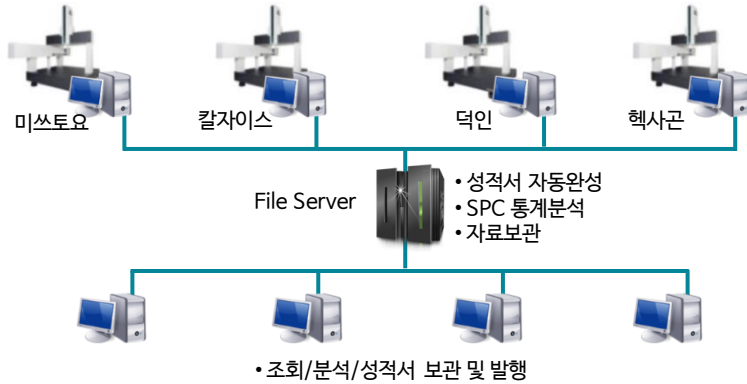 미쓰토요
칼자이스
덕인
헥사곤
File Server
• 성적서 자동완성
• SPC 통계분석
• 자료보관
• 조회/분석/성적서 보관 및 발행